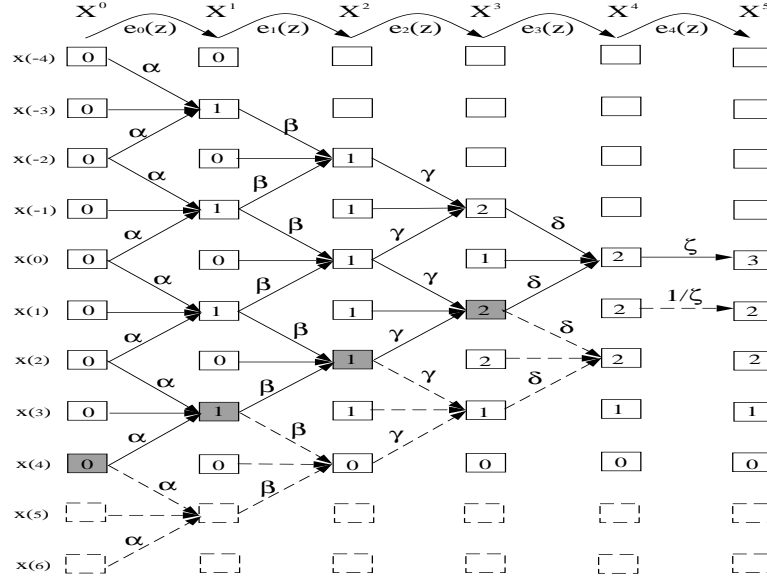 X⁰ X¹ X² X³ X⁴ X⁵
e₀(z) e₁(z) e₂(z) e₃(z) e₄(z)
x(-4) 0 0
α
x(-3) 0 1
α β
x(-2) 0 0 1
α β γ
x(-1) 0 1 1 2
α β γ δ
x(0) 0 0 1 1 2 ζ 3
α β γ δ
x(1) 0 1 1 2 2 1/ζ 2
α β γ δ
x(2) 0 0 1 2 2 2
α β γ δ
x(3) 0 1 1 1 1 1
α β γ
x(4) 0 0 0 0 0 0
α β
x(5)
α
x(6)